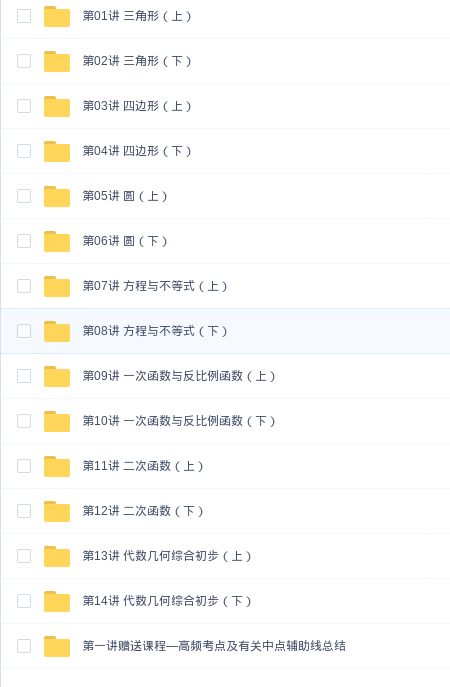 第01讲 三角形（上）
第02讲 三角形（下）
第03讲 四边形（上）
第04讲 四边形（下）
第05讲 圆（上）
第06讲 圆（下）
第07讲 方程与不等式（上）
第08讲 方程与不等式（下）
第09讲 一次函数与反比例函数（上）
第10讲 一次函数与反比例函数（下）
第11讲 二次函数（上）
第12讲 二次函数（下）
第13讲 代数几何综合初步（上）
第14讲 代数几何综合初步（下）
第一讲赠送课程—高频考点及有关中点辅助线总结